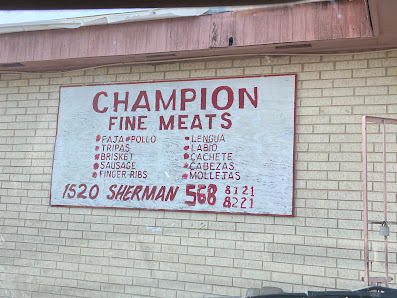 CHAMPION
FINE MEATS
FAJA POLLO
TRIPAS
BRISKET
SAUSAGE
FINGER-RIBS
LENGUA
LABIO
CACHETE
CABEZAS
MOLLEJAS
1520 SHERMAN 568 8121
8221